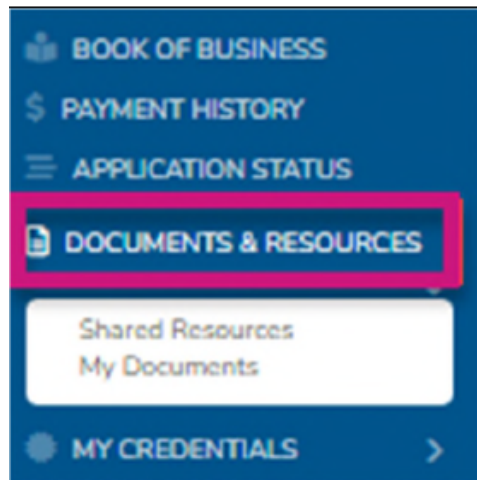 BOOK OF BUSINESS
$ PAYMENT HISTORY
APPLICATION STATUS
DOCUMENTS & RESOURCES
Shared Resources
My Documents
MY CREDENTIALS